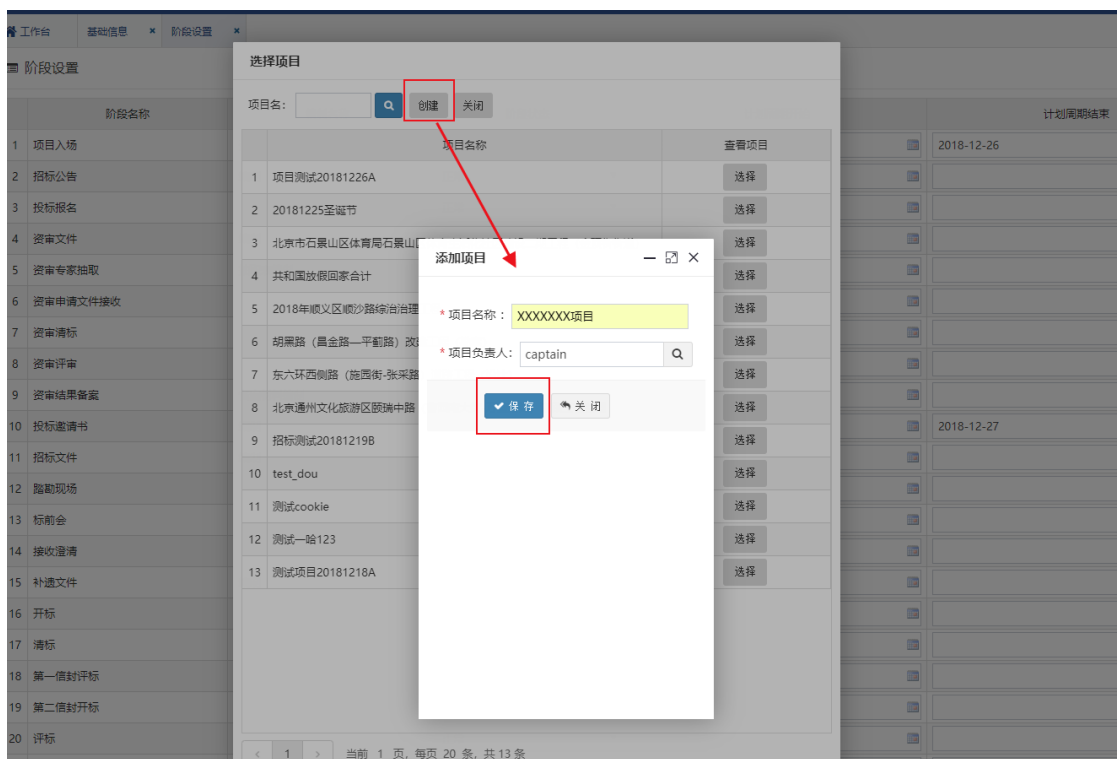 工作台 基础信息 × 阶段设置 ×
阶段设置
选择项目
项目名: 创建 关闭
阶段名称 计划周期结束
项目名称 查看项目
1 项目入场 2018-12-26
2 招标公告
3 投标报名
4 资审文件
5 资审专家抽取
6 资审申请文件接收
7 资审清标
8 资审评审
9 资审结果备案
10 投标邀请书 2018-12-27
11 招标文件
12 踏勘现场
13 标前会
14 接收澄清
15 补遗文件
16 开标
17 清标
18 第一信封评标
19 第二信封开标
20 评标
1 项目测试20181226A 选择
2 20181225圣诞节 选择
3 北京市石景山区体育局石景山 选择
4 共和国放假回家合计 选择
5 2018年顺义区顺沙路综治治理 选择
6 胡黑路(昌金路—平蓟路)改 选择
7 东六环西侧路(施园街-张采路 选择
8 北京通州文化旅游区颐瑞中路 选择
9 招标测试20181219B 选择
10 test_dou 选择
11 测试cookie 选择
12 测试一哈123 选择
13 测试项目20181218A 选择
添加项目
* 项目名称: XXXXXXX项目
* 项目负责人: captain
保存 关闭
1 当前 1 页, 每页 20 条, 共 13 条